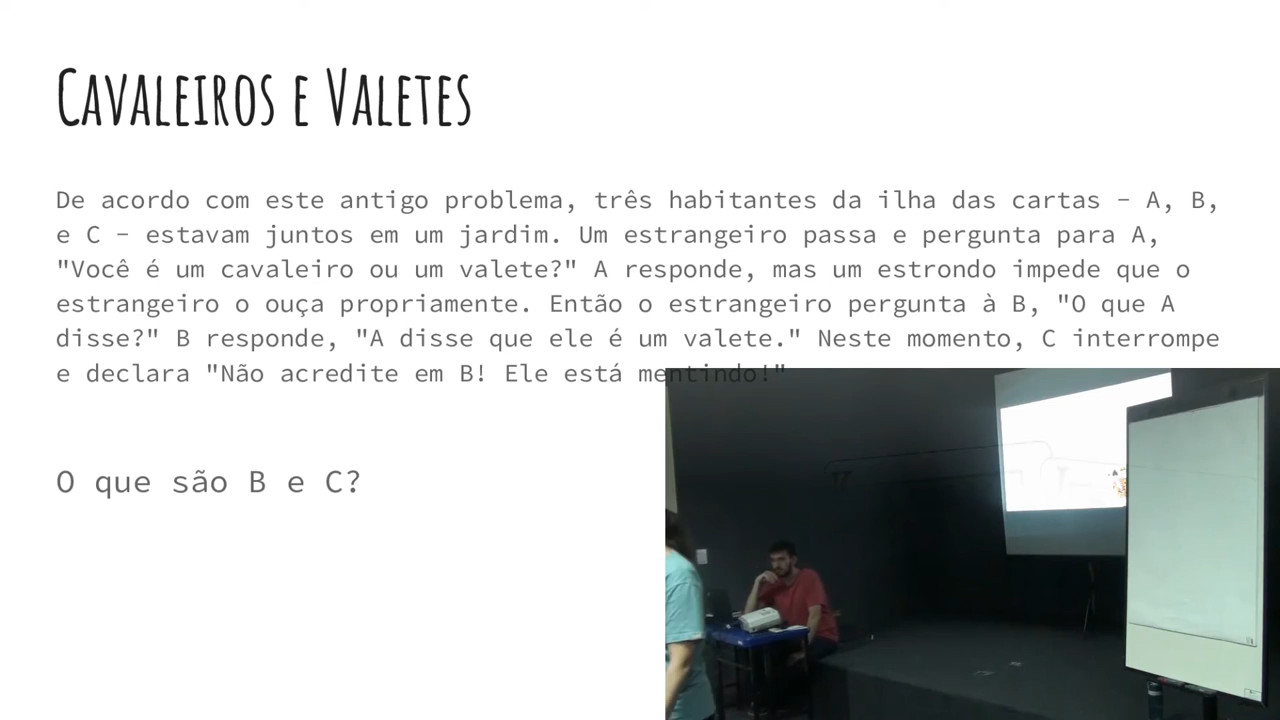 Cavaleiros e Valetes
De acordo com este antigo problema, três habitantes da ilha das cartas - A, B,
e C - estavam juntos em um jardim. Um estrangeiro passa e pergunta para A,
"Você é um cavaleiro ou um valete?" A responde, mas um estrondo impede que o
estrangeiro o ouça propriamente. Então o estrangeiro pergunta à B, "O que A
disse?" B responde, "A disse que ele é um valete." Neste momento, C interrompe
e declara "Não acredite em B! Ele está mentindo!"
O que são B e C?